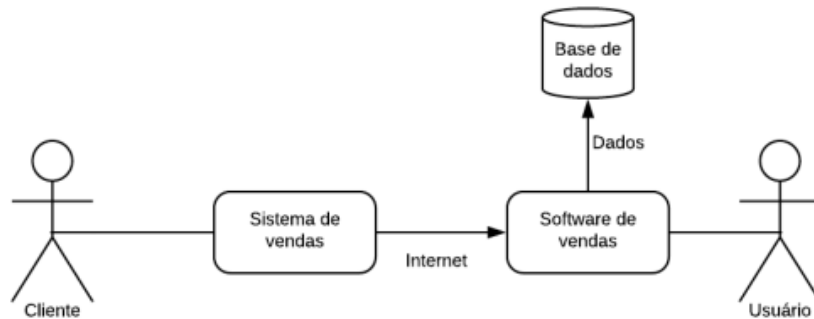 Base de
dados
Dados
Sistema de
vendas
Software de
vendas
Internet
Cliente
Usuário